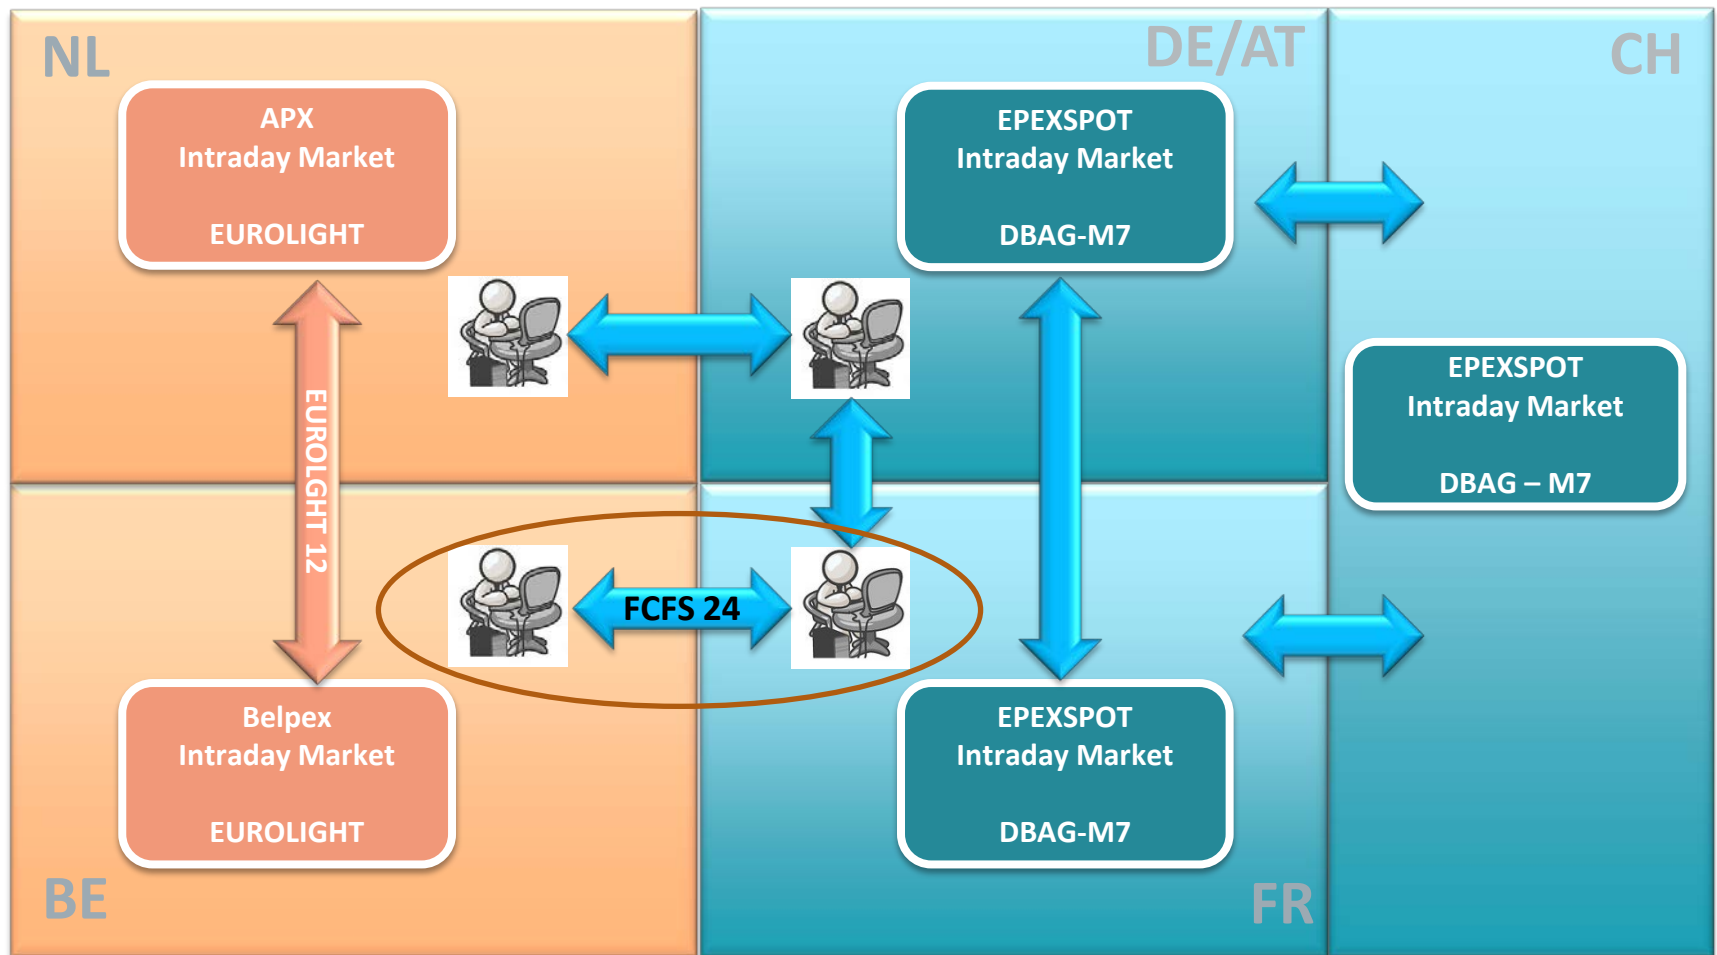 NL
APX
Intraday Market
EUROLIGHT
DE/AT
EPEXSPOT
Intraday Market
DBAG-M7
CH
EPEXSPOT
Intraday Market
DBAG – M7
EUROLGHT 12
FCFS 24
Belpex
Intraday Market
EUROLIGHT
BE
EPEXSPOT
Intraday Market
DBAG-M7
FR